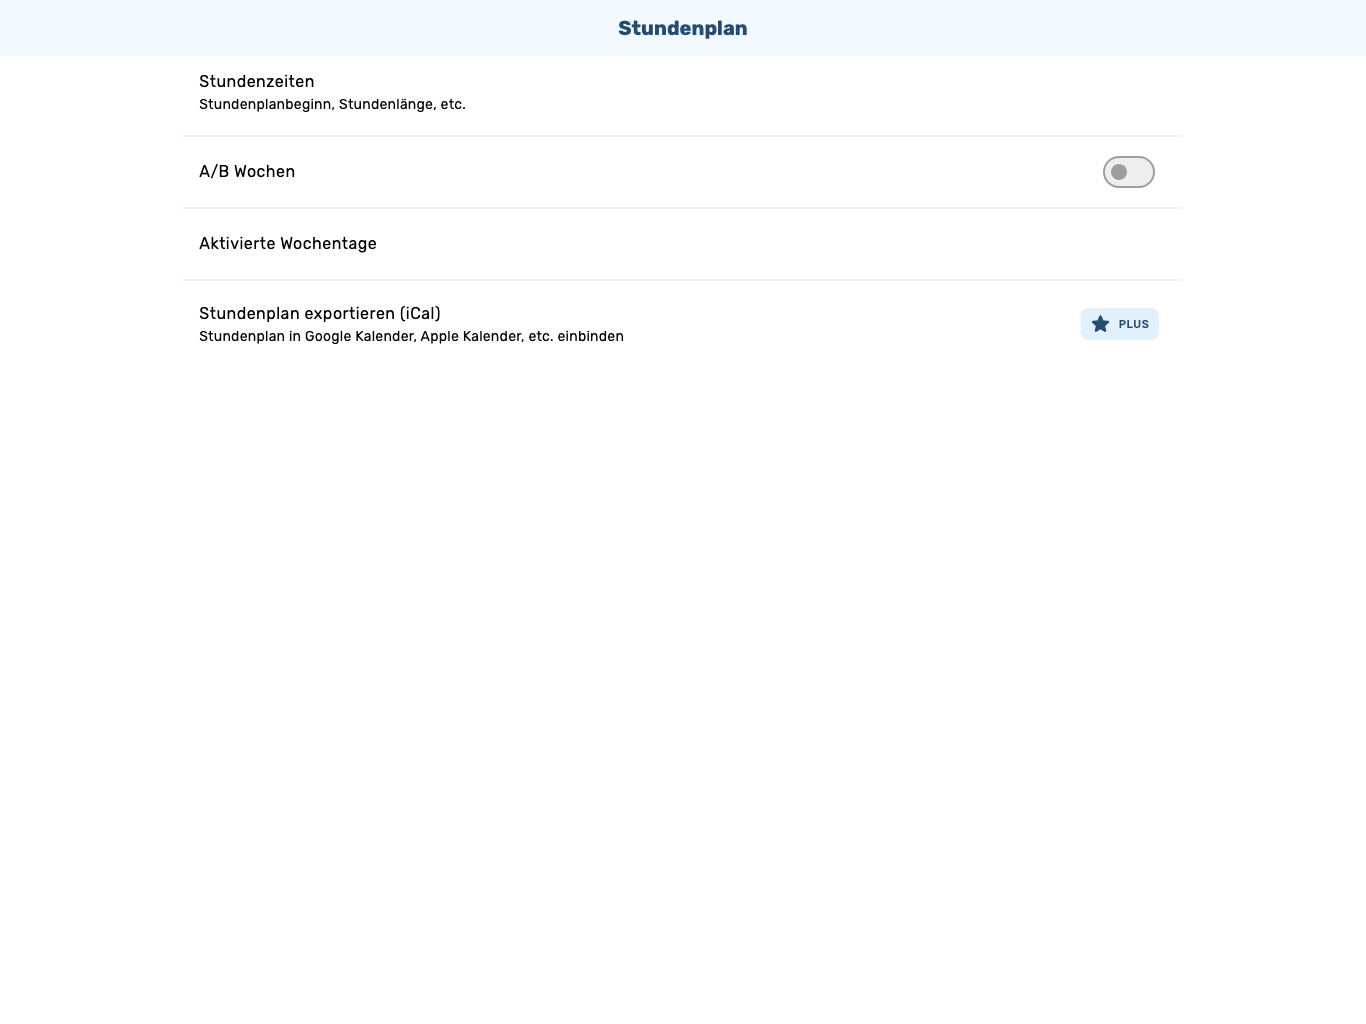 Stundenplan
Stundenzeiten
Stundenplanbeginn, Stundenlänge, etc.
A/B Wochen
Aktivierte Wochentage
Stundenplan exportieren (iCal)
Stundenplan in Google Kalender, Apple Kalender, etc. einbinden
PLUS